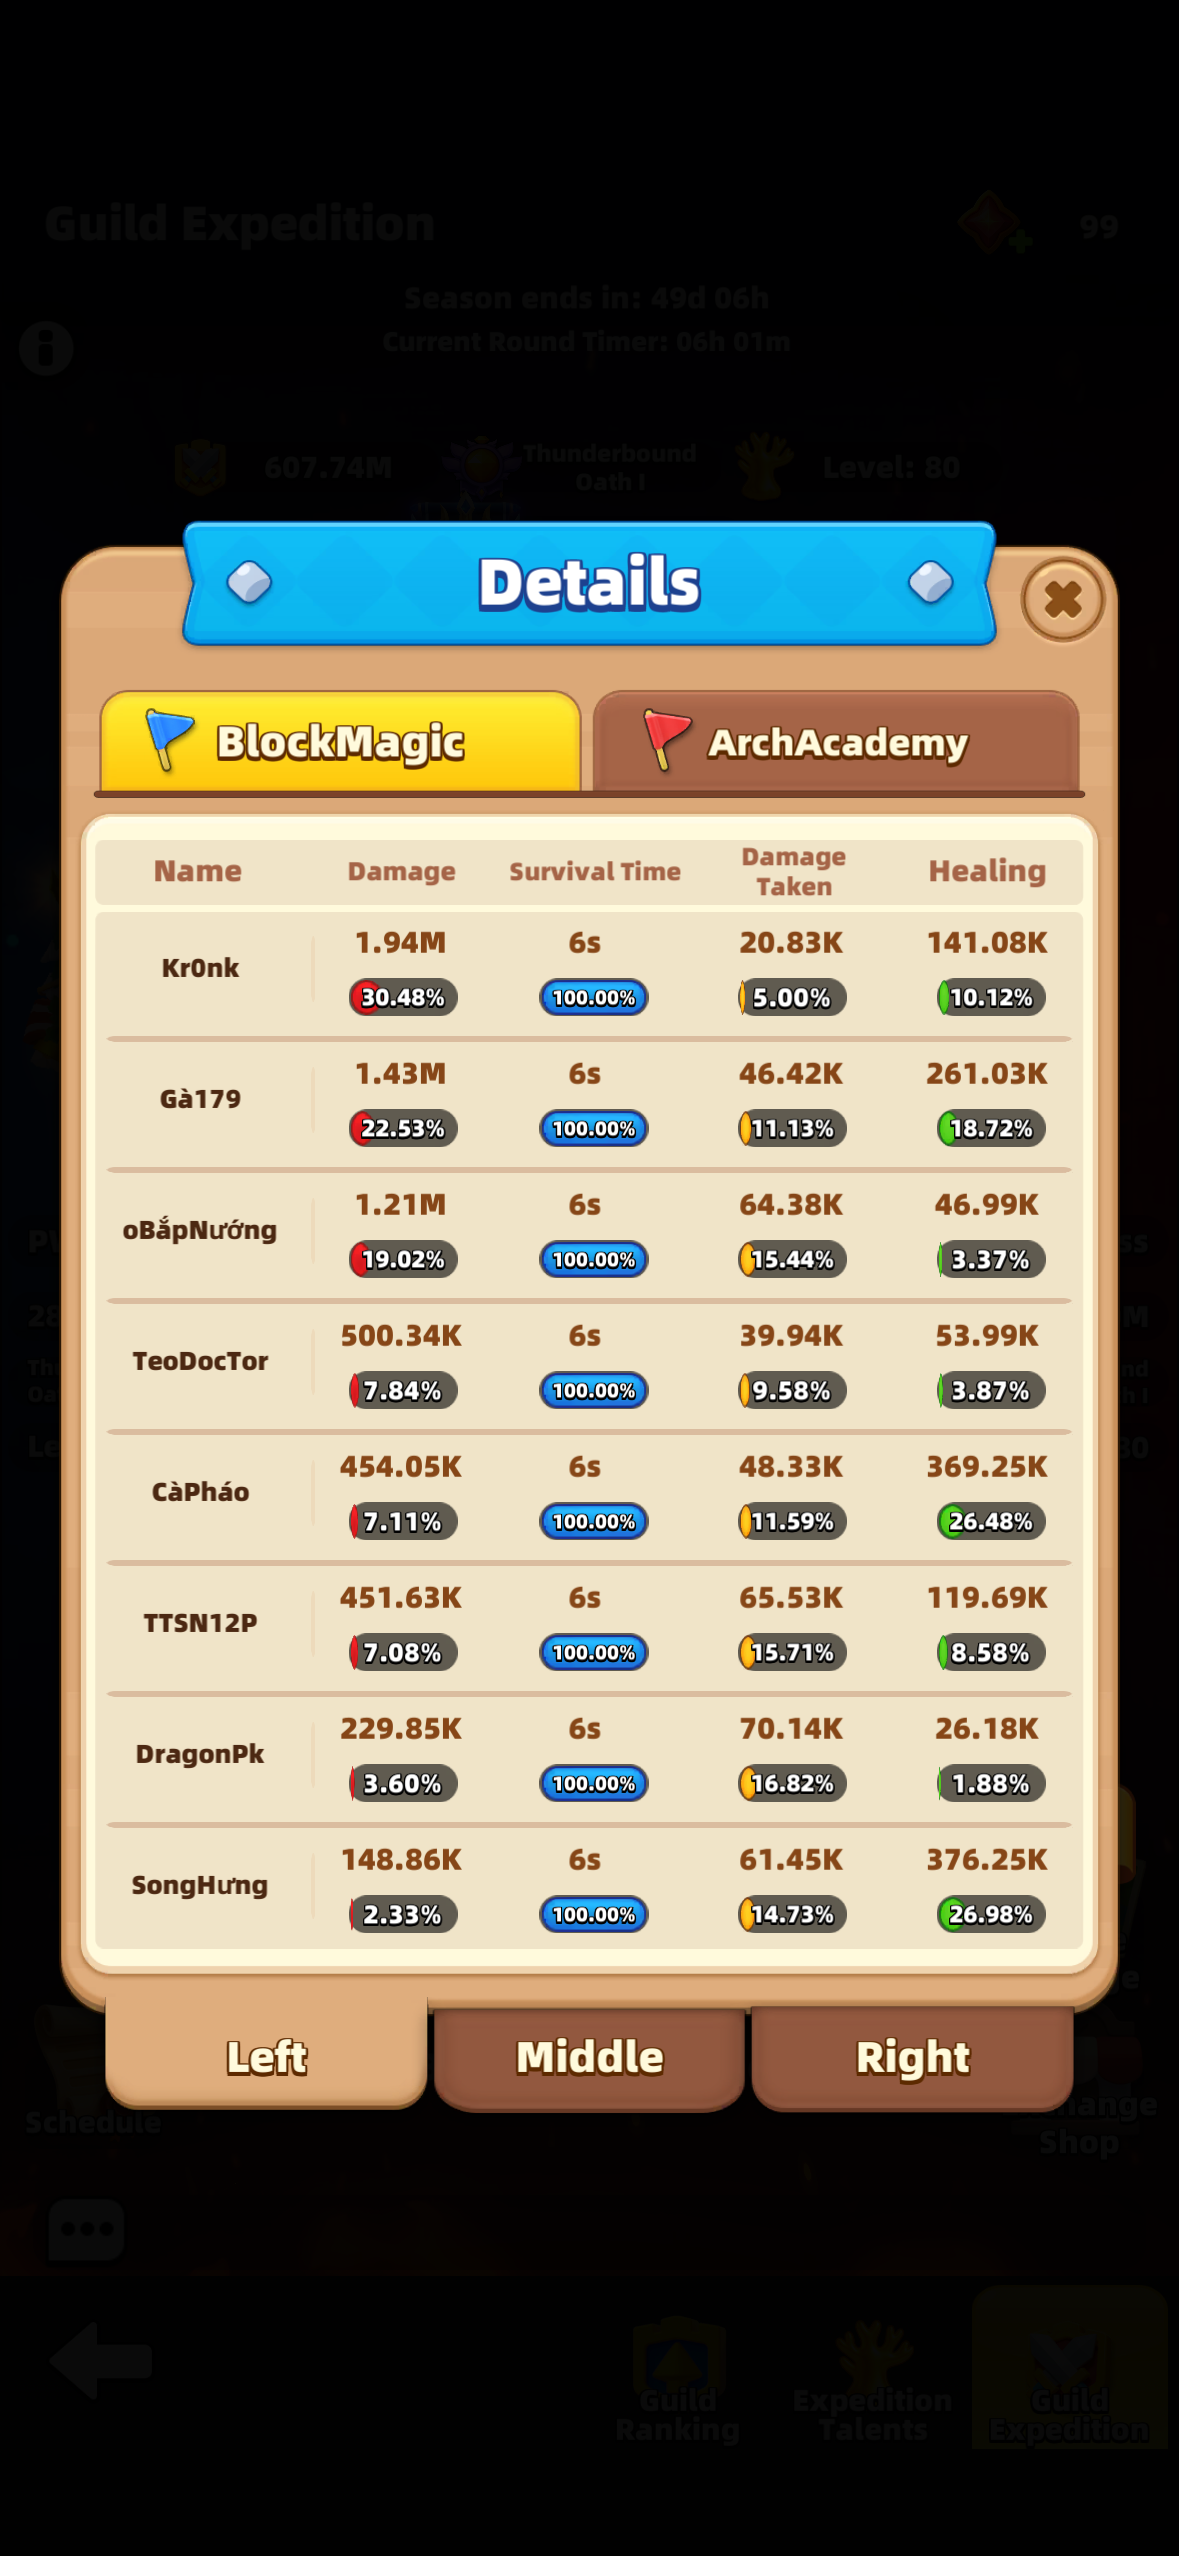 Guild Expedition
99
Season ends in: 49d 06h
Current Round Timer: 06h 01m
607.74M
Thunderbound
Oath I
Level: 80
Details
BlockMagic
ArchAcademy
Name Damage Survival Time Damage Taken Healing
Kr0nk 1.94M 6s 20.83K 141.08K
30.48% 100.00% 5.00% 10.12%
Gà179 1.43M 6s 46.42K 261.03K
22.53% 100.00% 11.13% 18.72%
oBắpNướng 1.21M 6s 64.38K 46.99K
19.02% 100.00% 15.44% 3.37%
TeoDocTor 500.34K 6s 39.94K 53.99K
7.84% 100.00% 9.58% 3.87%
CàPháo 454.05K 6s 48.33K 369.25K
7.11% 100.00% 11.59% 26.48%
TTSN12P 451.63K 6s 65.53K 119.69K
7.08% 100.00% 15.71% 8.58%
DragonPk 229.85K 6s 70.14K 26.18K
3.60% 100.00% 16.82% 1.88%
SongHưng 148.86K 6s 61.45K 376.25K
2.33% 100.00% 14.73% 26.98%
Left
Middle
Right
Schedule
Shop
Guild
Ranking
Expedition
Talents
Guild
Expedition